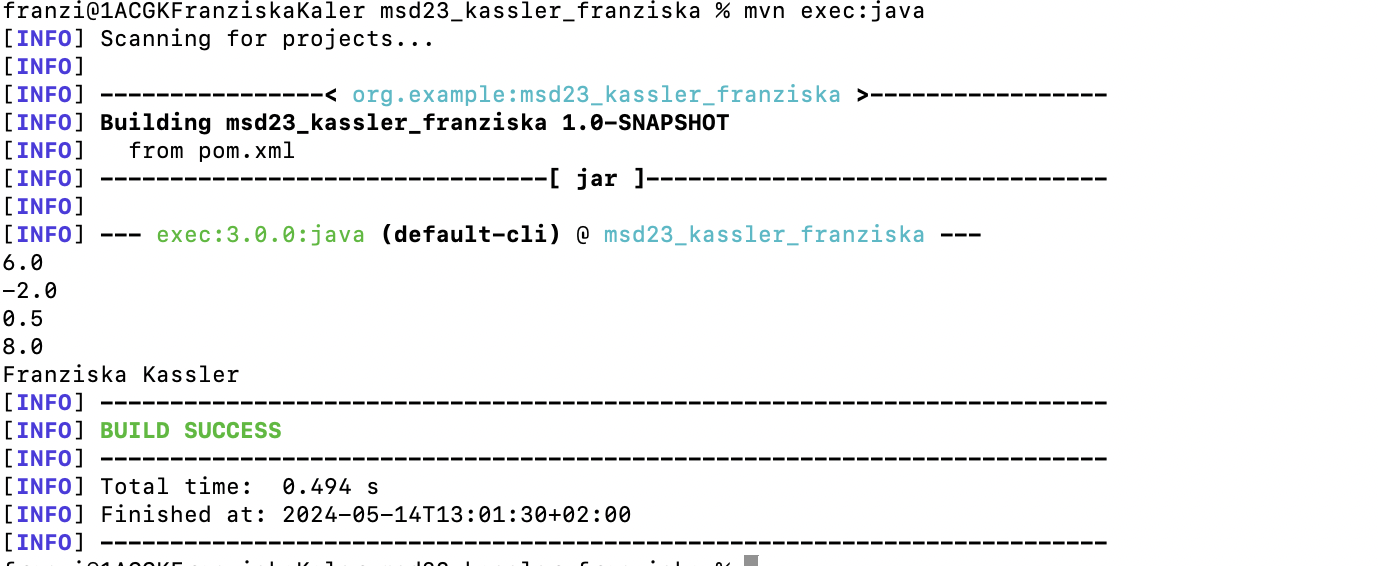 franzi@1ACGKFranziskaKaler msd23_kassler_franziska % mvn exec:java
[INFO] Scanning for projects...
[INFO]
[INFO] ----------------< org.example:msd23_kassler_franziska >-----------------
[INFO] Building msd23_kassler_franziska 1.0-SNAPSHOT
[INFO]   from pom.xml
[INFO] --------------------------------[ jar ]---------------------------------
[INFO]
[INFO] --- exec:3.0.0:java (default-cli) @ msd23_kassler_franziska ---
6.0
-2.0
0.5
8.0
Franziska Kassler
[INFO] ------------------------------------------------------------------------
[INFO] BUILD SUCCESS
[INFO] ------------------------------------------------------------------------
[INFO] Total time:  0.494 s
[INFO] Finished at: 2024-05-14T13:01:30+02:00
[INFO] ------------------------------------------------------------------------
franzi@1ACGKFranziskaKaler msd23_kassler_franziska %